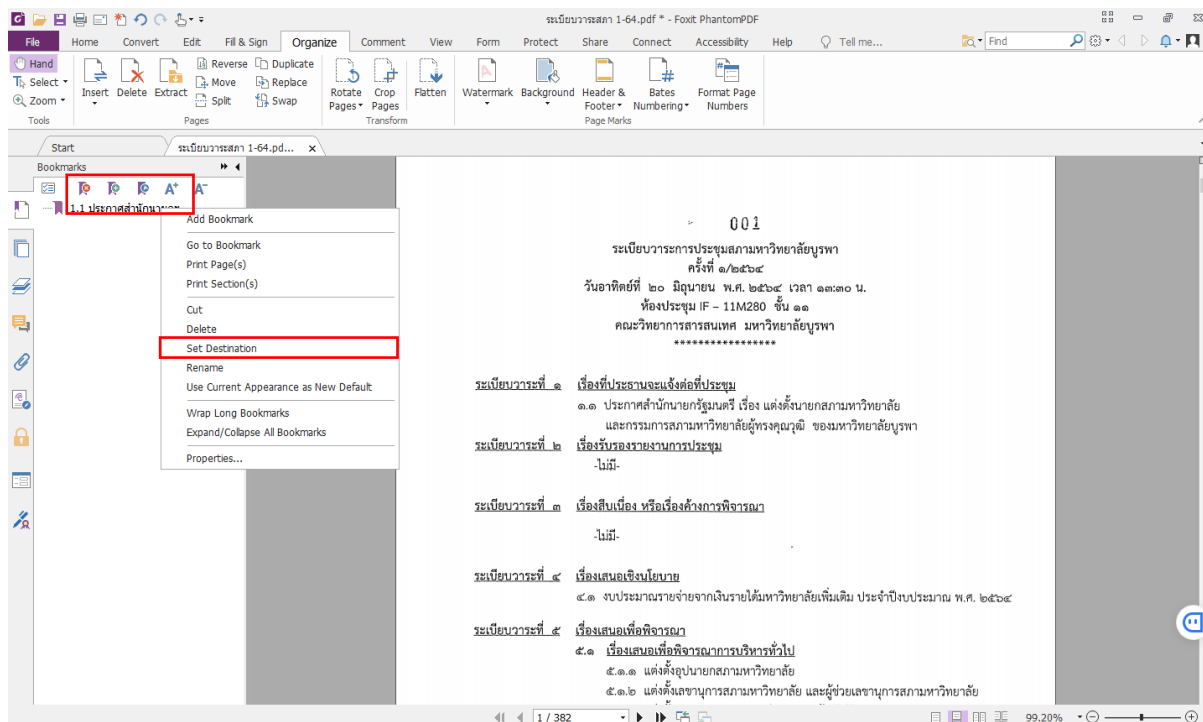 ระเบียบวาระสภา 1-64.pdf * - Foxit PhantomPDF
File Home Convert Edit Fill & Sign Organize Comment View Form Protect Share Connect Accessibility Help Tell me... Find
Hand
Select
Zoom
Tools
Insert Delete Extract
Reverse Duplicate
Move Replace
Split Swap
Pages
Rotate Pages Crop Pages Flatten
Transform
Watermark Background Header & Footer Bates Numbering Format Page Numbers
Page Marks
Start ระเบียบวาระสภา 1-64.pd... x
Bookmarks
1.1 ประกาศสำนักนายกฯ
Add Bookmark
Go to Bookmark
Print Page(s)
Print Section(s)
Cut
Delete
Set Destination
Rename
Use Current Appearance as New Default
Wrap Long Bookmarks
Expand/Collapse All Bookmarks
Properties...
001
ระเบียบวาระการประชุมสภามหาวิทยาลัยบูรพา
ครั้งที่ ๑/๒๕๖๔
วันอาทิตย์ที่ ๒๐ มิถุนายน พ.ศ. ๒๕๖๔ เวลา ๑๓:๓๐ น.
ห้องประชุม IF – 11M280 ชั้น ๑๑
คณะวิทยาการสารสนเทศ มหาวิทยาลัยบูรพา
*****************
ระเบียบวาระที่ ๑ เรื่องที่ประธานจะแจ้งต่อที่ประชุม
๑.๑ ประกาศสำนักนายกรัฐมนตรี เรื่อง แต่งตั้งนายกสภามหาวิทยาลัย
และกรรมการสภามหาวิทยาลัยผู้ทรงคุณวุฒิ ของมหาวิทยาลัยบูรพา
ระเบียบวาระที่ ๒ เรื่องรับรองรายงานการประชุม
-ไม่มี-
ระเบียบวาระที่ ๓ เรื่องสืบเนื่อง หรือเรื่องค้างการพิจารณา
-ไม่มี-
ระเบียบวาระที่ ๔ เรื่องเสนอเชิงนโยบาย
๔.๑ งบประมาณรายจ่ายจากเงินรายได้มหาวิทยาลัยเพิ่มเติม ประจำปีงบประมาณ พ.ศ. ๒๕๖๔
ระเบียบวาระที่ ๕ เรื่องเสนอเพื่อพิจารณา
๕.๑ เรื่องเสนอเพื่อพิจารณาการบริหารทั่วไป
๕.๑.๑ แต่งตั้งอุปนายกสภามหาวิทยาลัย
๕.๑.๒ แต่งตั้งเลขานุการสภามหาวิทยาลัย และผู้ช่วยเลขานุการสภามหาวิทยาลัย
1 / 382 99.20%